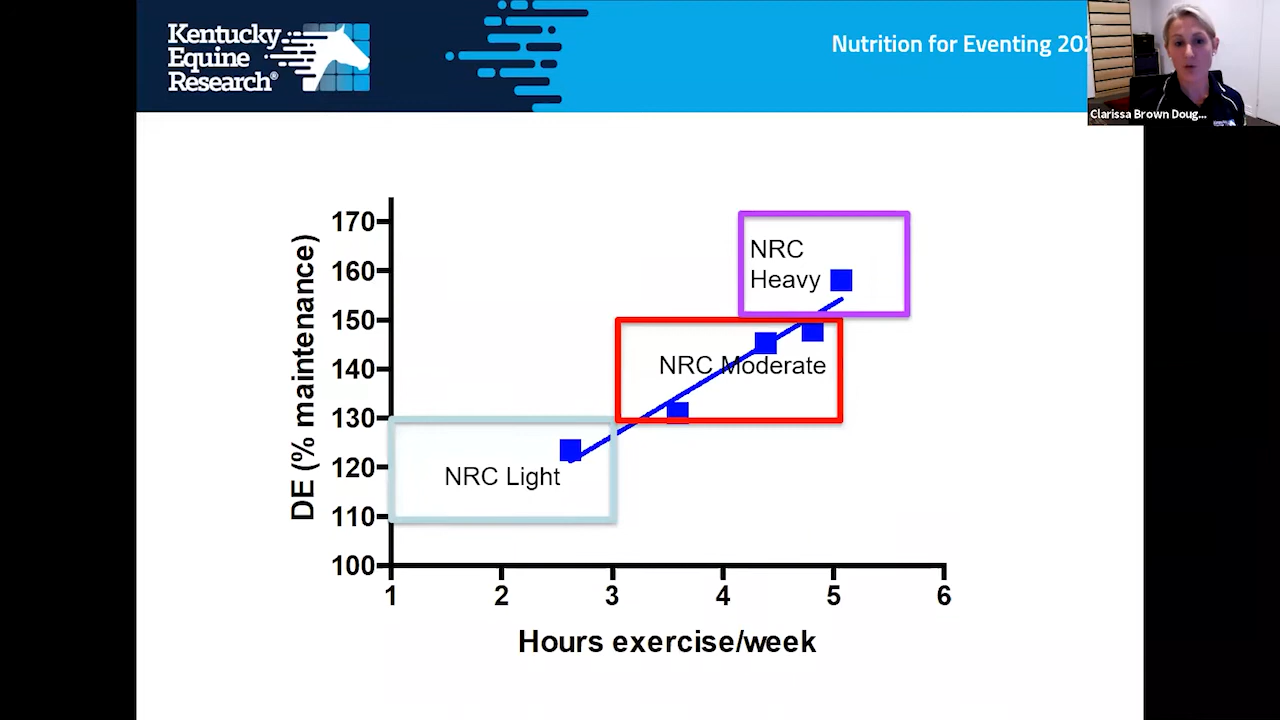 Kentucky
Equine
Research®
Nutrition for Eventing
Clarissa Brown Doug...
DE (% maintenance)
170
160
150
140
130
120
110
100
NRC
Heavy
NRC Moderate
NRC Light
1 2 3 4 5 6
Hours exercise/week